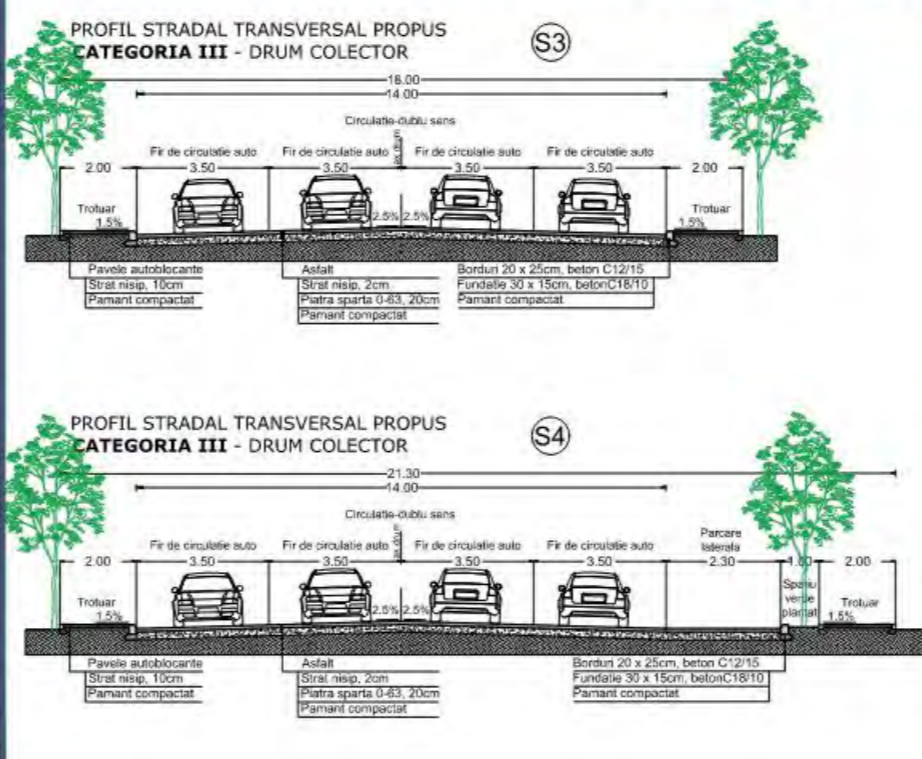 PROFIL STRADAL TRANSVERSAL PROPUS
CATEGORIA III - DRUM COLECTOR
S3
18.00
14.00
Circulatie dublu sens
ax drum
Fir de circulatie auto Fir de circulatie auto Fir de circulatie auto Fir de circulatie auto
2.00 3.50 3.50 3.50 3.50 2.00
Trotuar Trotuar
1.5% 2.5% 2.5% 1.5%
Pavele autoblocante Asfalt Borduri 20 x 25cm, beton C12/15
Strat nisip, 10cm Strat nisip, 2cm Fundatie 30 x 15cm, betonC18/10
Pamant compactat Piatra sparta 0-63, 20cm Pamant compactat
Pamant compactat
PROFIL STRADAL TRANSVERSAL PROPUS
CATEGORIA III - DRUM COLECTOR
S4
21.30
14.00
Circulatie dublu sens
ax drum
Fir de circulatie auto Fir de circulatie auto Fir de circulatie auto Fir de circulatie auto Parcare laterala
2.00 3.50 3.50 3.50 3.50 2.30 2.00
Spatiu
verde
plantat
Trotuar Trotuar
1.5% 2.5% 2.5% 1.5%
Pavele autoblocante Asfalt Borduri 20 x 25cm, beton C12/15
Strat nisip, 10cm Strat nisip, 2cm Fundatie 30 x 15cm, betonC18/10
Pamant compactat Piatra sparta 0-63, 20cm Pamant compactat
Pamant compactat